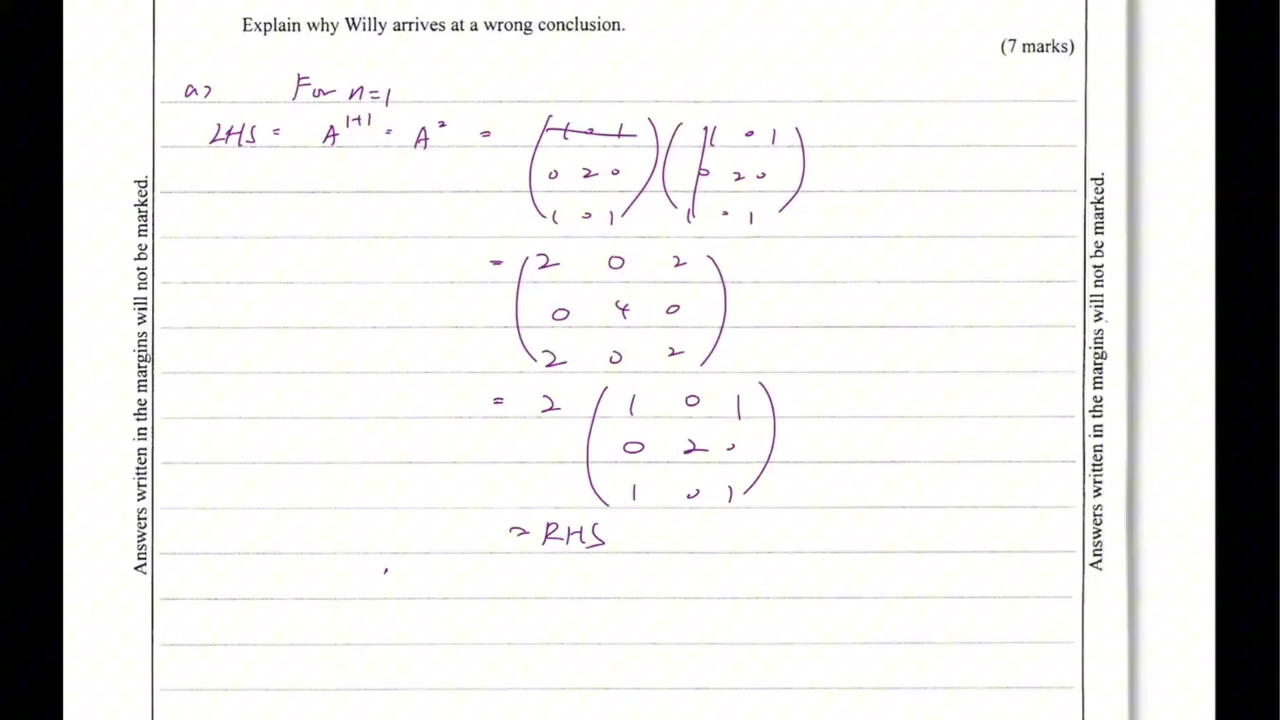 Explain why Willy arrives at a wrong conclusion.
(7 marks)
a) For n=1
LHS = A^{1+1} = A^2 = (1 0 1) (1 0 1)
0 2 0 0 2 0
1 0 1 1 0 1
= (2 0 2)
0 4 0
2 0 2
= 2 (1 0 1)
0 2 0
1 0 1
= RHS
Answers written in the margins will not be marked.
Answers written in the margins will not be marked.